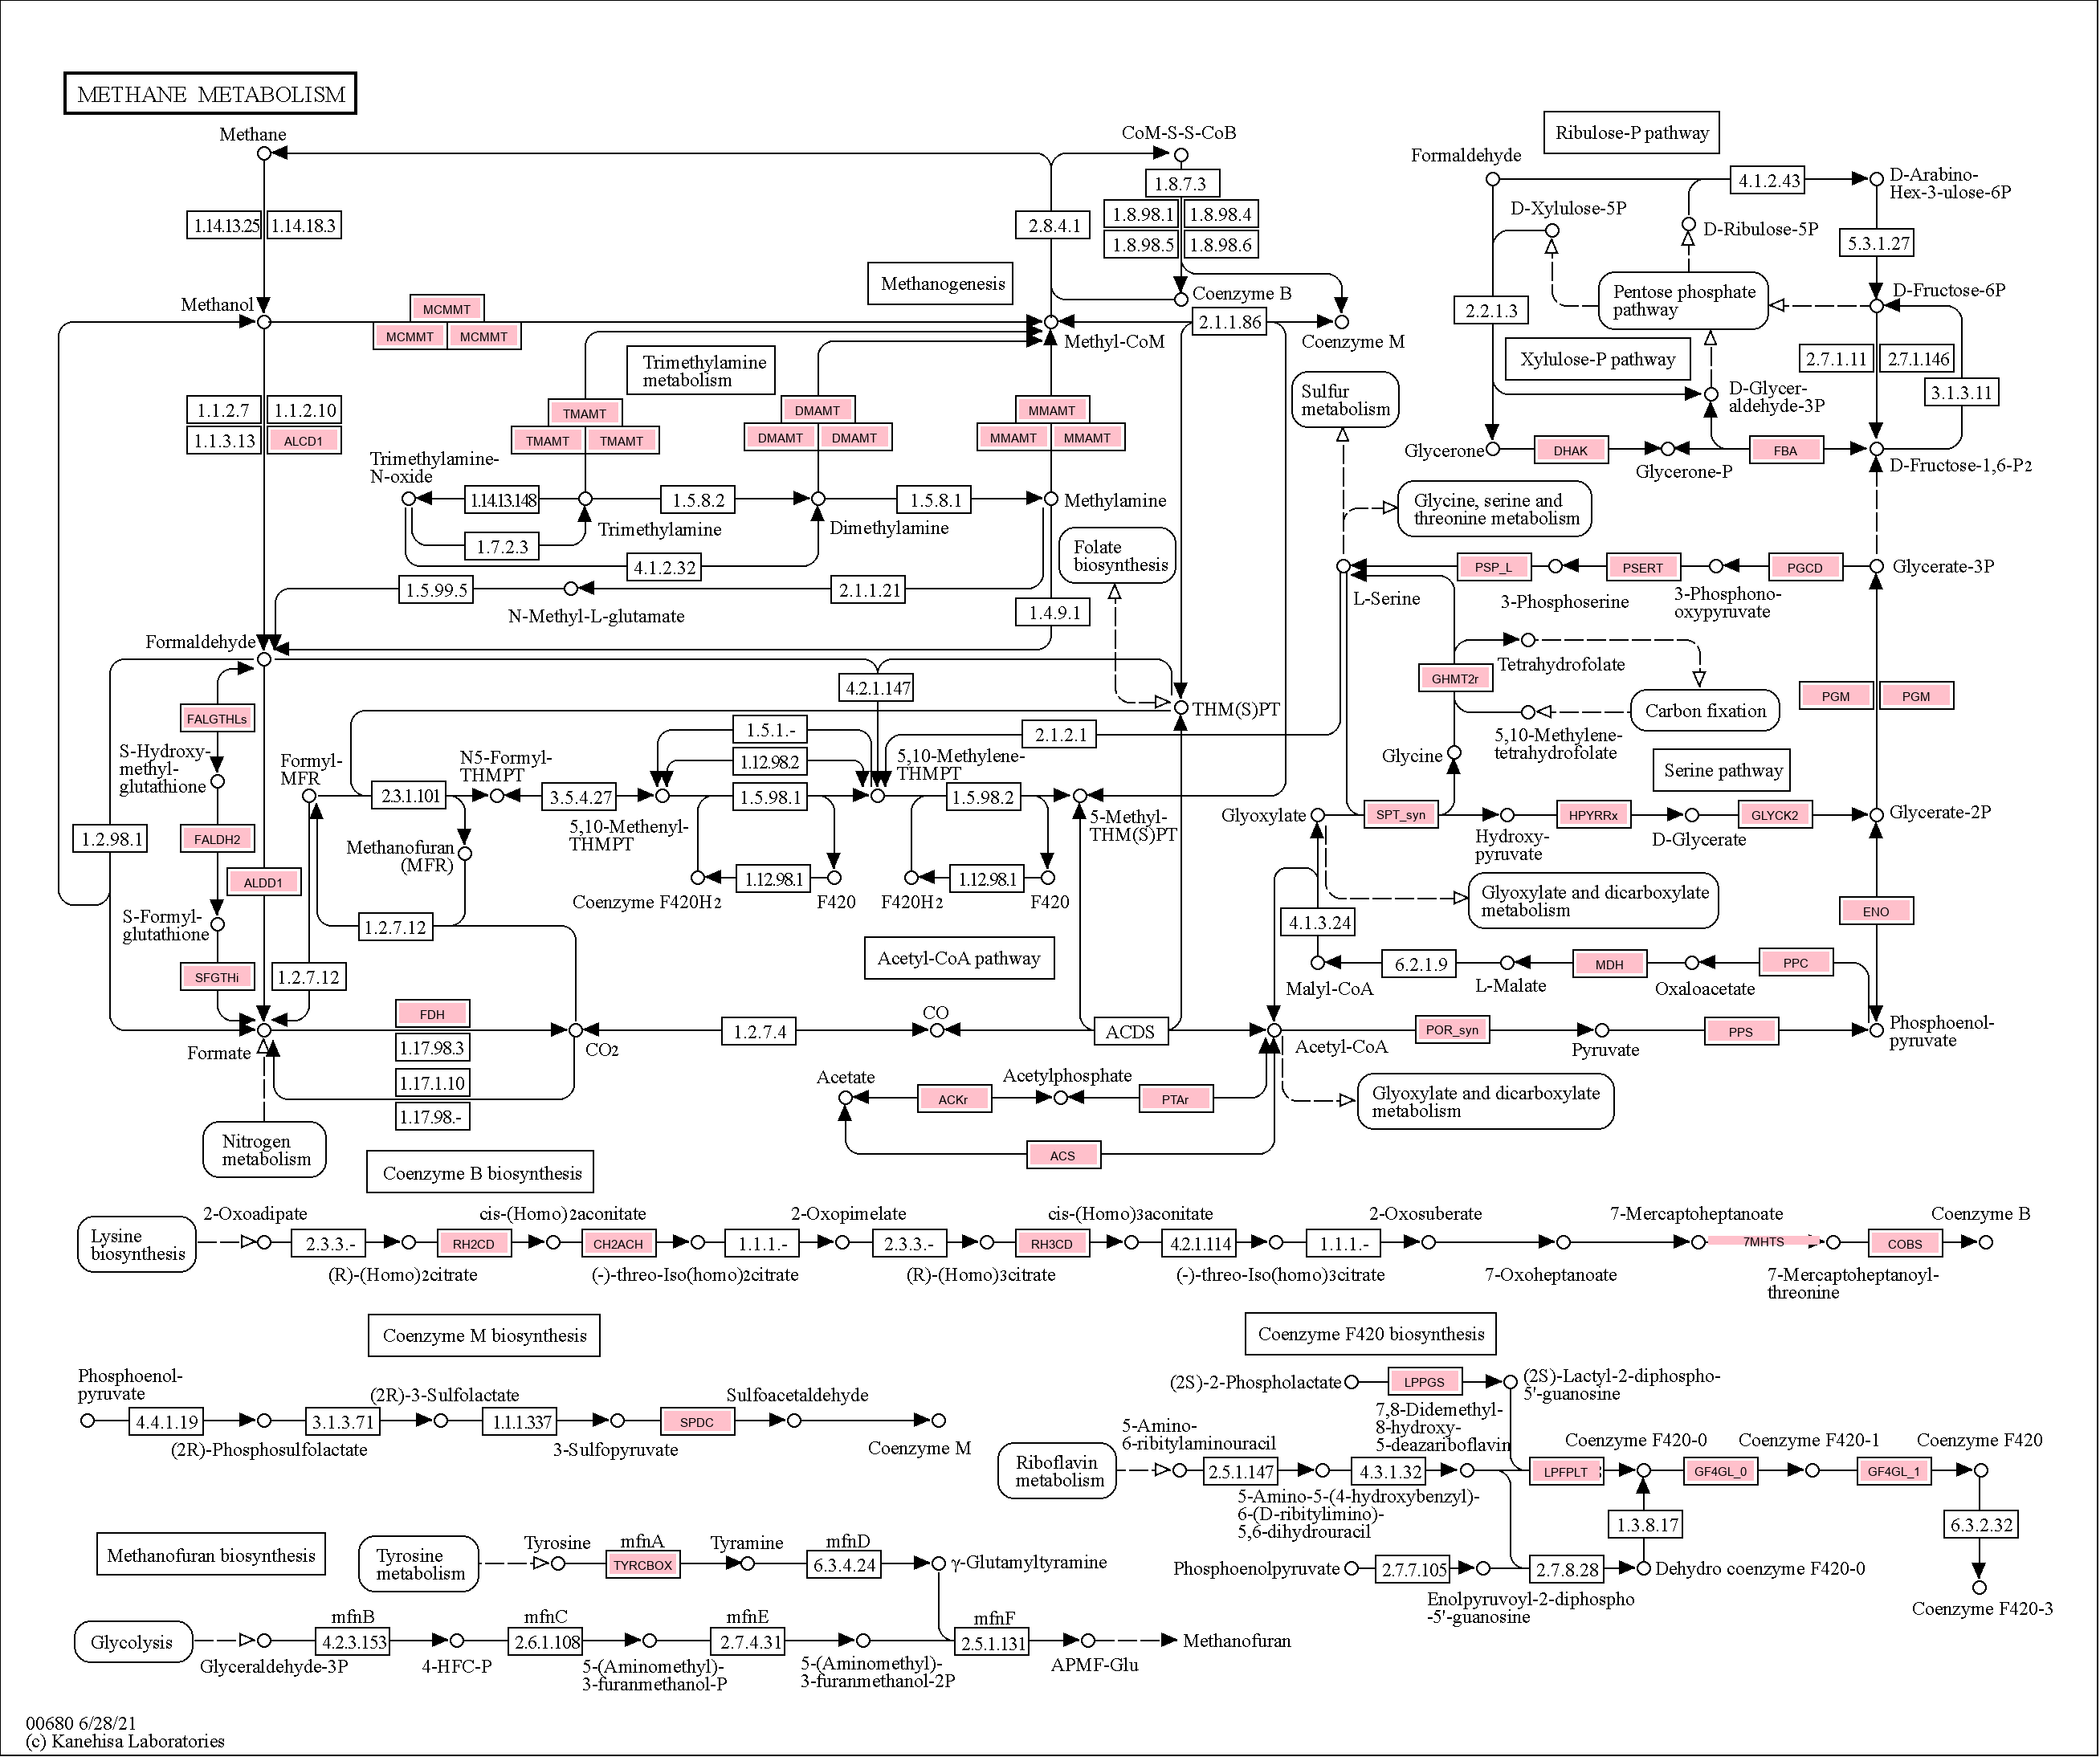 METHANE METABOLISM
Methane
CoM-S-S-CoB
Ribulose-P pathway
Formaldehyde
4.1.2.43
D-Arabino-
Hex-3-ulose-6P
1.8.7.3
1.14.13.25
1.14.18.3
2.8.4.1
1.8.98.1
1.8.98.4
1.8.98.5
1.8.98.6
D-Xylulose-5P
D-Ribulose-5P
5.3.1.27
Methanogenesis
Methanol
MCMMT
MCMMT
MCMMT
Coenzyme B
2.1.1.86
Coenzyme M
Methyl-CoM
2.2.1.3
Pentose phosphate
pathway
D-Fructose-6P
Xylulose-P pathway
2.7.1.11
2.7.1.146
3.1.3.11
D-Glycer-
aldehyde-3P
Trimethylamine
metabolism
Sulfur
metabolism
1.1.2.7
1.1.2.10
1.1.3.13
ALCD1
TMAMT
TMAMT
TMAMT
DMAMT
DMAMT
DMAMT
MMAMT
MMAMT
MMAMT
Glycerone
DHAK
Glycerone-P
FBA
D-Fructose-1,6-P2
Trimethylamine-
N-oxide
1.14.13.148
1.5.8.2
1.5.8.1
Methylamine
Trimethylamine
Dimethylamine
1.7.2.3
4.1.2.32
Glycine, serine and
threonine metabolism
Folate
biosynthesis
1.5.99.5
2.1.1.21
N-Methyl-L-glutamate
1.4.9.1
PSP_L
PSERT
PGCD
Glycerate-3P
L-Serine
3-Phosphoserine
3-Phosphono-
oxypyruvate
Formaldehyde
4.2.1.147
THM(S)PT
Tetrahydrofolate
GHMT2r
Carbon fixation
5,10-Methylene-
tetrahydrofolate
Glycine
PGM
PGM
Serine pathway
FALGTHLs
S-Hydroxy-
methyl-
glutathione
Formyl-
MFR
N5-Formyl-
THMPT
1.5.1.-
1.12.98.2
5,10-Methylene-
THMPT
2.1.2.1
2.3.1.101
3.5.4.27
1.5.98.1
1.5.98.2
5,10-Methenyl-
THMPT
5-Methyl-
THM(S)PT
Glyoxylate
SPT_syn
Hydroxy-
pyruvate
HPYRRx
D-Glycerate
GLYCK2
Glycerate-2P
1.2.98.1
FALDH2
Methanofuran
(MFR)
ALDD1
1.12.98.1
1.12.98.1
Coenzyme F420H2
F420
F420H2
F420
Glyoxylate and dicarboxylate
metabolism
S-Formyl-
glutathione
1.2.7.12
4.1.3.24
ENO
Acetyl-CoA pathway
SFGTHi
1.2.7.12
Malyl-CoA
6.2.1.9
L-Malate
MDH
Oxaloacetate
PPC
Formate
FDH
1.17.98.3
1.17.1.10
1.17.98.-
CO2
1.2.7.4
CO
ACDS
Acetyl-CoA
POR_syn
Pyruvate
PPS
Phosphoenol-
pyruvate
Acetate
ACKr
Acetylphosphate
PTAr
ACS
Glyoxylate and dicarboxylate
metabolism
Nitrogen
metabolism
Coenzyme B biosynthesis
Lysine
biosynthesis
2-Oxoadipate
2.3.3.-
(R)-(Homo)2citrate
RH2CD
cis-(Homo)2aconitate
CH2ACH
(-)-threo-Iso(homo)2citrate
1.1.1.-
2-Oxopimelate
2.3.3.-
(R)-(Homo)3citrate
RH3CD
cis-(Homo)3aconitate
4.2.1.114
(-)-threo-Iso(homo)3citrate
1.1.1.-
2-Oxosuberate
7-Oxoheptanoate
7-Mercaptoheptanoate
7MHTS
7-Mercaptoheptanoyl-
threonine
COBS
Coenzyme B
Coenzyme M biosynthesis
Phosphoenol-
pyruvate
4.4.1.19
(2R)-Phosphosulfolactate
3.1.3.71
(2R)-3-Sulfolactate
1.1.1.337
3-Sulfopyruvate
SPDC
Sulfoacetaldehyde
Coenzyme M
Coenzyme F420 biosynthesis
(2S)-2-Phospholactate
LPPGS
(2S)-Lactyl-2-diphospho-
5'-guanosine
7,8-Didemethyl-
8-hydroxy-
5-deazariboflavin
Riboflavin
metabolism
5-Amino-
6-ribitylaminouracil
2.5.1.147
5-Amino-5-(4-hydroxybenzyl)-
6-(D-ribitylimino)-
5,6-dihydrouracil
4.3.1.32
LPFPLT
Coenzyme F420-0
GF4GL_0
Coenzyme F420-1
GF4GL_1
Coenzyme F420
1.3.8.17
6.3.2.32
Phosphoenolpyruvate
2.7.7.105
Enolpyruvoyl-2-diphospho
-5'-guanosine
2.7.8.28
Dehydro coenzyme F420-0
Coenzyme F420-3
Methanofuran biosynthesis
Tyrosine
metabolism
Tyrosine
mfnA
TYRCBOX
Tyramine
mfnD
6.3.4.24
γ-Glutamyltyramine
Glycolysis
Glyceraldehyde-3P
mfnB
4.2.3.153
4-HFC-P
mfnC
2.6.1.108
5-(Aminomethyl)-
3-furanmethanol-P
mfnE
2.7.4.31
5-(Aminomethyl)-
3-furanmethanol-2P
mfnF
2.5.1.131
APMF-Glu
Methanofuran
00680 6/28/21
(c) Kanehisa Laboratories